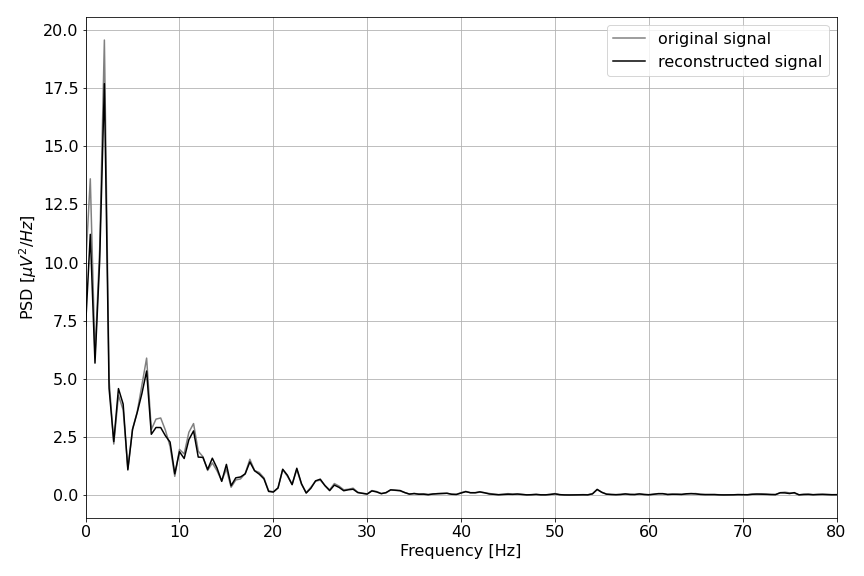 20.0
17.5
15.0
12.5
10.0
7.5
5.0
2.5
0.0
PSD [μV²/Hz]
original signal
reconstructed signal
0 10 20 30 40 50 60 70 80
Frequency [Hz]